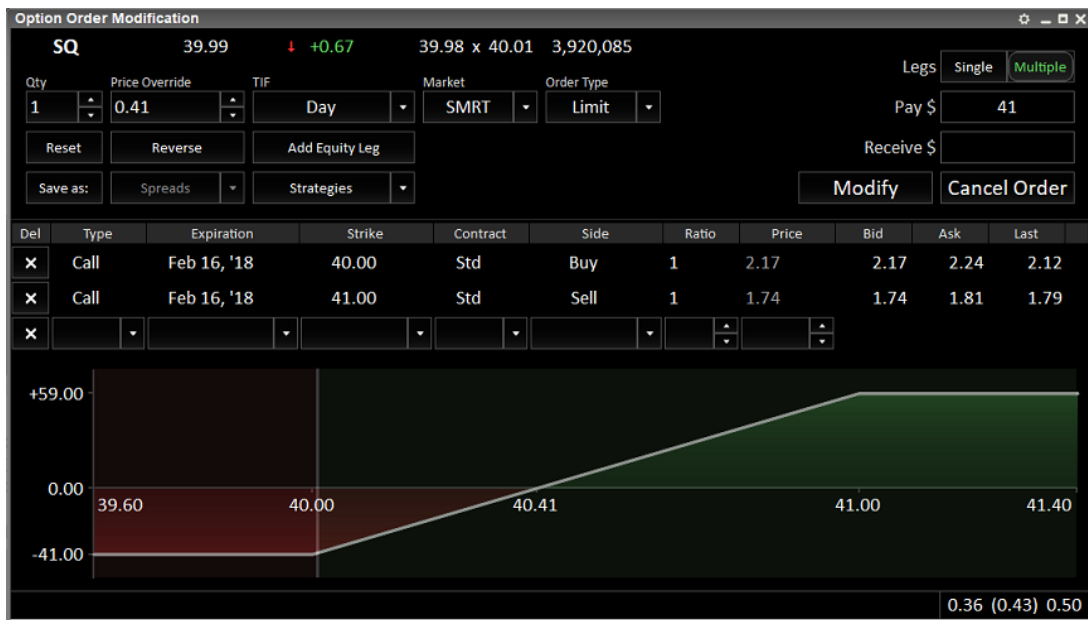 Option Order Modification
SQ 39.99 +0.67 39.98 x 40.01 3,920,085
Legs Single Multiple
Qty Price Override TIF Market Order Type
1 0.41 Day SMRT Limit Pay $ 41
Reset Reverse Add Equity Leg Receive $
Save as: Spreads Strategies Modify Cancel Order
Del Type Expiration Strike Contract Side Ratio Price Bid Ask Last
Call Feb 16, '18 40.00 Std Buy 1 2.17 2.17 2.24 2.12
Call Feb 16, '18 41.00 Std Sell 1 1.74 1.74 1.81 1.79
+59.00
0.00
39.60 40.00 40.41 41.00 41.40
-41.00
0.36 (0.43) 0.50